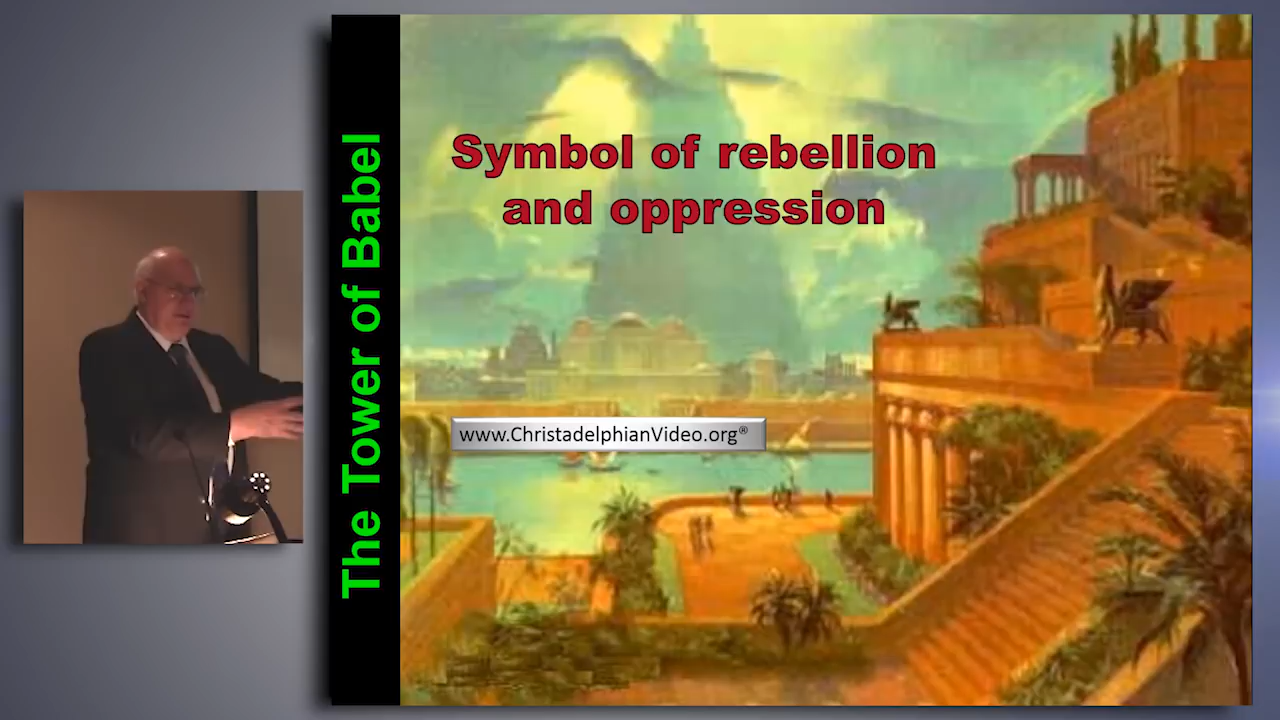 The Tower of Babel
Symbol of rebellion
and oppression
www.ChristadelphianVideo.org®